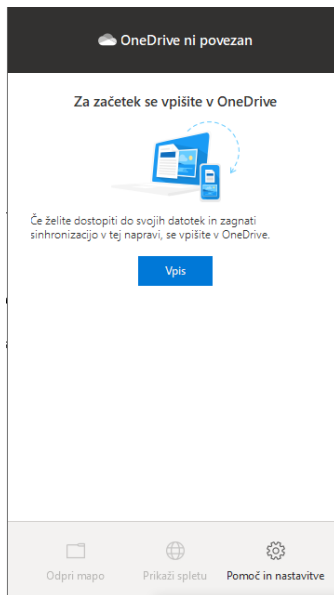 OneDrive ni povezan
Za začetek se vpišite v OneDrive
Če želite dostopiti do svojih datotek in zagnati
sinhronizacijo v tej napravi, se vpišite v OneDrive.
Vpis
Odpri mapo
Prikaži spletu
Pomoč in nastavitve